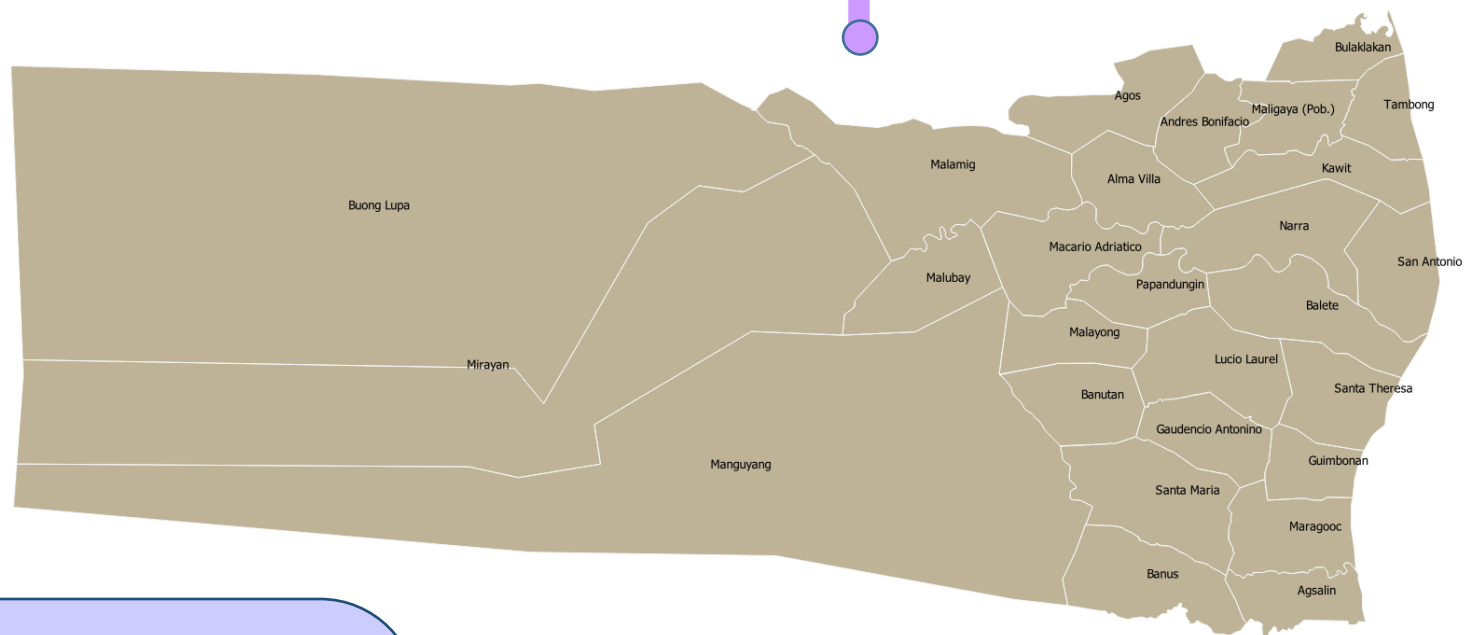 Bulaklakan
Agos
Tambong
Maligaya (Pob.)
Andres Bonifacio
Malamig
Kawit
Alma Villa
Buong Lupa
Narra
Macario Adriatico
San Antonio
Malubay
Papandungin
Balete
Malayong
Lucio Laurel
Mirayan
Santa Theresa
Banutan
Gaudencio Antonino
Manguyang
Guimbonan
Santa Maria
Maragooc
Banus
Agsalin